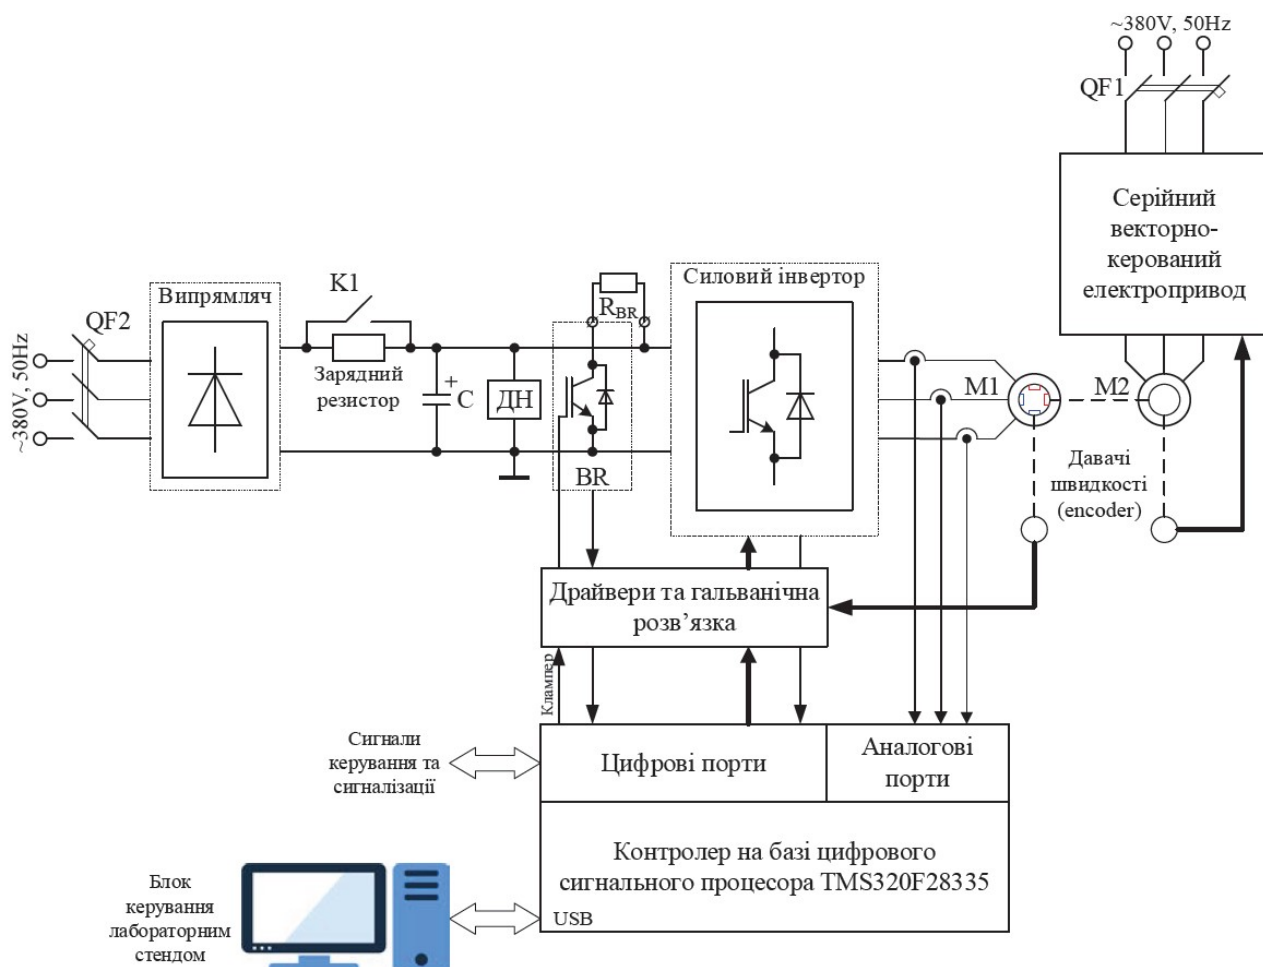 ~380V, 50Hz
QF1
Серійний
векторно-
керований
електропривод
Силовий інвертор
K1
Випрямляч
R_BR
QF2
~380V, 50Hz
Зарядний
резистор
+
C
ДН
BR
M1
M2
Давачі
швидкості
(encoder)
Драйвери та гальванічна
розв’язка
Клампер
Сигнали
керування та
сигналізації
Цифрові порти
Аналогові
порти
Контролер на базі цифрового
сигнального процесора TMS320F28335
USB
Блок
керування
лабораторним
стендом